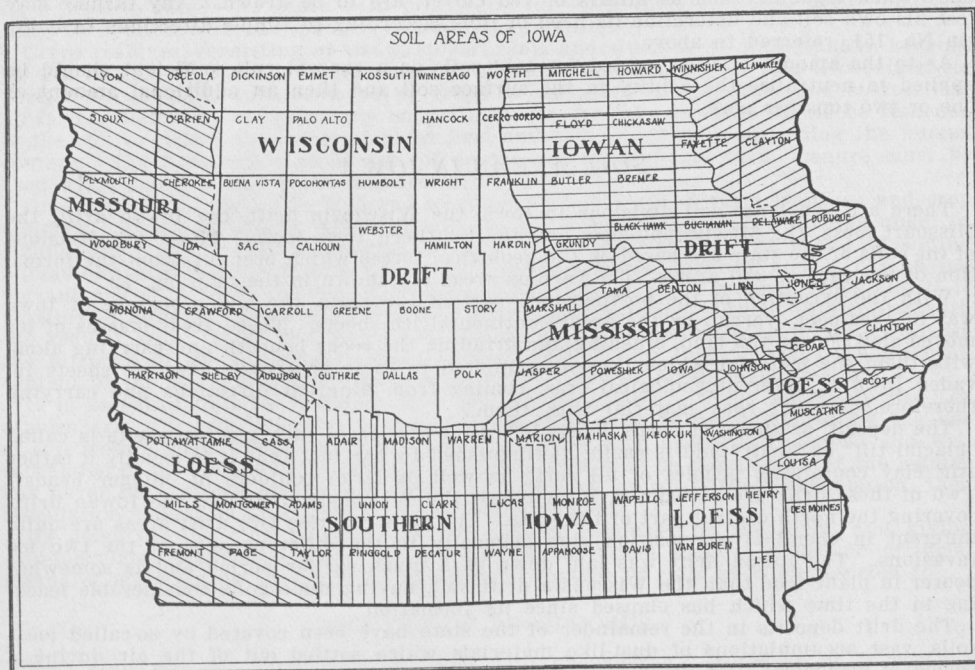 SOIL AREAS OF IOWA
LYON OSCEOLA DICKINSON EMMET KOSSUTH WINNEBAGO WORTH MITCHELL HOWARD WINNISHIEK ALLAMAKEE
SIOUX O'BRIEN CLAY PALO ALTO HANCOCK CERRO GORDO FLOYD CHICKASAW
WISCONSIN IOWAN
FAYETTE CLAYTON
PLYMOUTH CHEROKEE BUENA VISTA POCOHONTAS HUMBOLT WRIGHT FRANKLIN BUTLER BREMER
MISSOURI
WEBSTER BLACK HAWK BUCHANAN DELAWARE DUBUQUE
WOODBURY IDA SAC CALHOUN HAMILTON HARDIN GRUNDY
DRIFT DRIFT
TAMA BENTON LINN JONES JACKSON
MONONA CRAWFORD CARROLL GREENE BOONE STORY MARSHALL
MISSISSIPPI
CLINTON
CEDAR
HARRISON SHELBY AUDUBON GUTHRIE DALLAS POLK JASPER POWESHIEK IOWA JOHNSON
LOESS SCOTT
MUSCATINE
POTTAWATTAMIE CASS ADAIR MADISON WARREN MARION MAHASKA KEOKUK WASHINGTON
LOESS
LOUISA
MILLS MONTGOMERY ADAMS UNION CLARK LUCAS MONROE WAPELLO JEFFERSON HENRY
DES MOINES
SOUTHERN IOWA LOESS
FREMONT PAGE TAYLOR RINGGOLD DECATUR WAYNE APPANOOSE DAVIS VAN BUREN
LEE